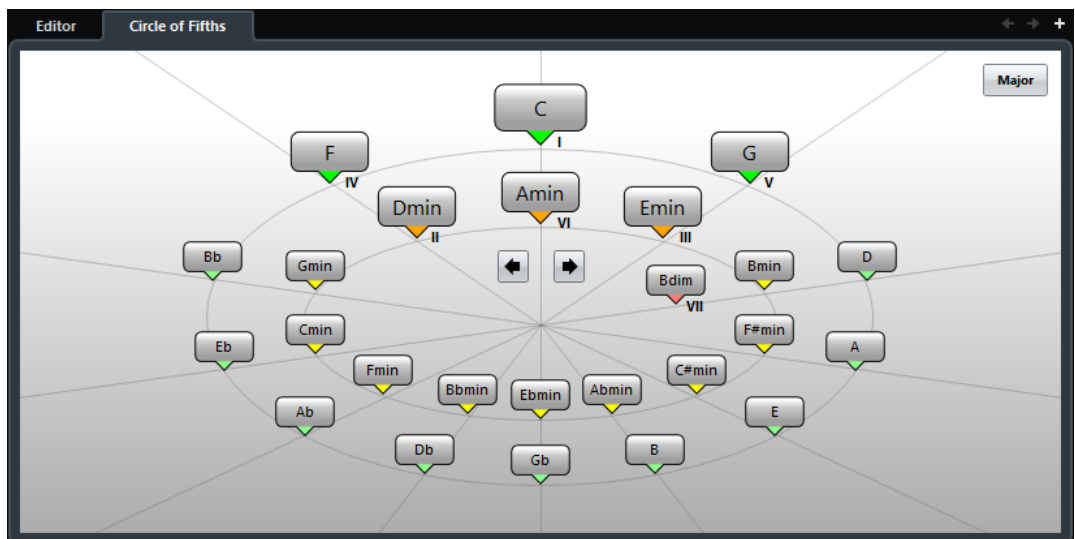 Editor
Circle of Fifths
Major
C
I
F
IV
G
V
Amin
VI
Dmin
II
Emin
III
Bb
Gmin
Bdim
VII
Bmin
D
Eb
Cmin
F#min
A
Fmin
C#min
Bbmin
Ebmin
Abmin
Ab
E
Db
Gb
B